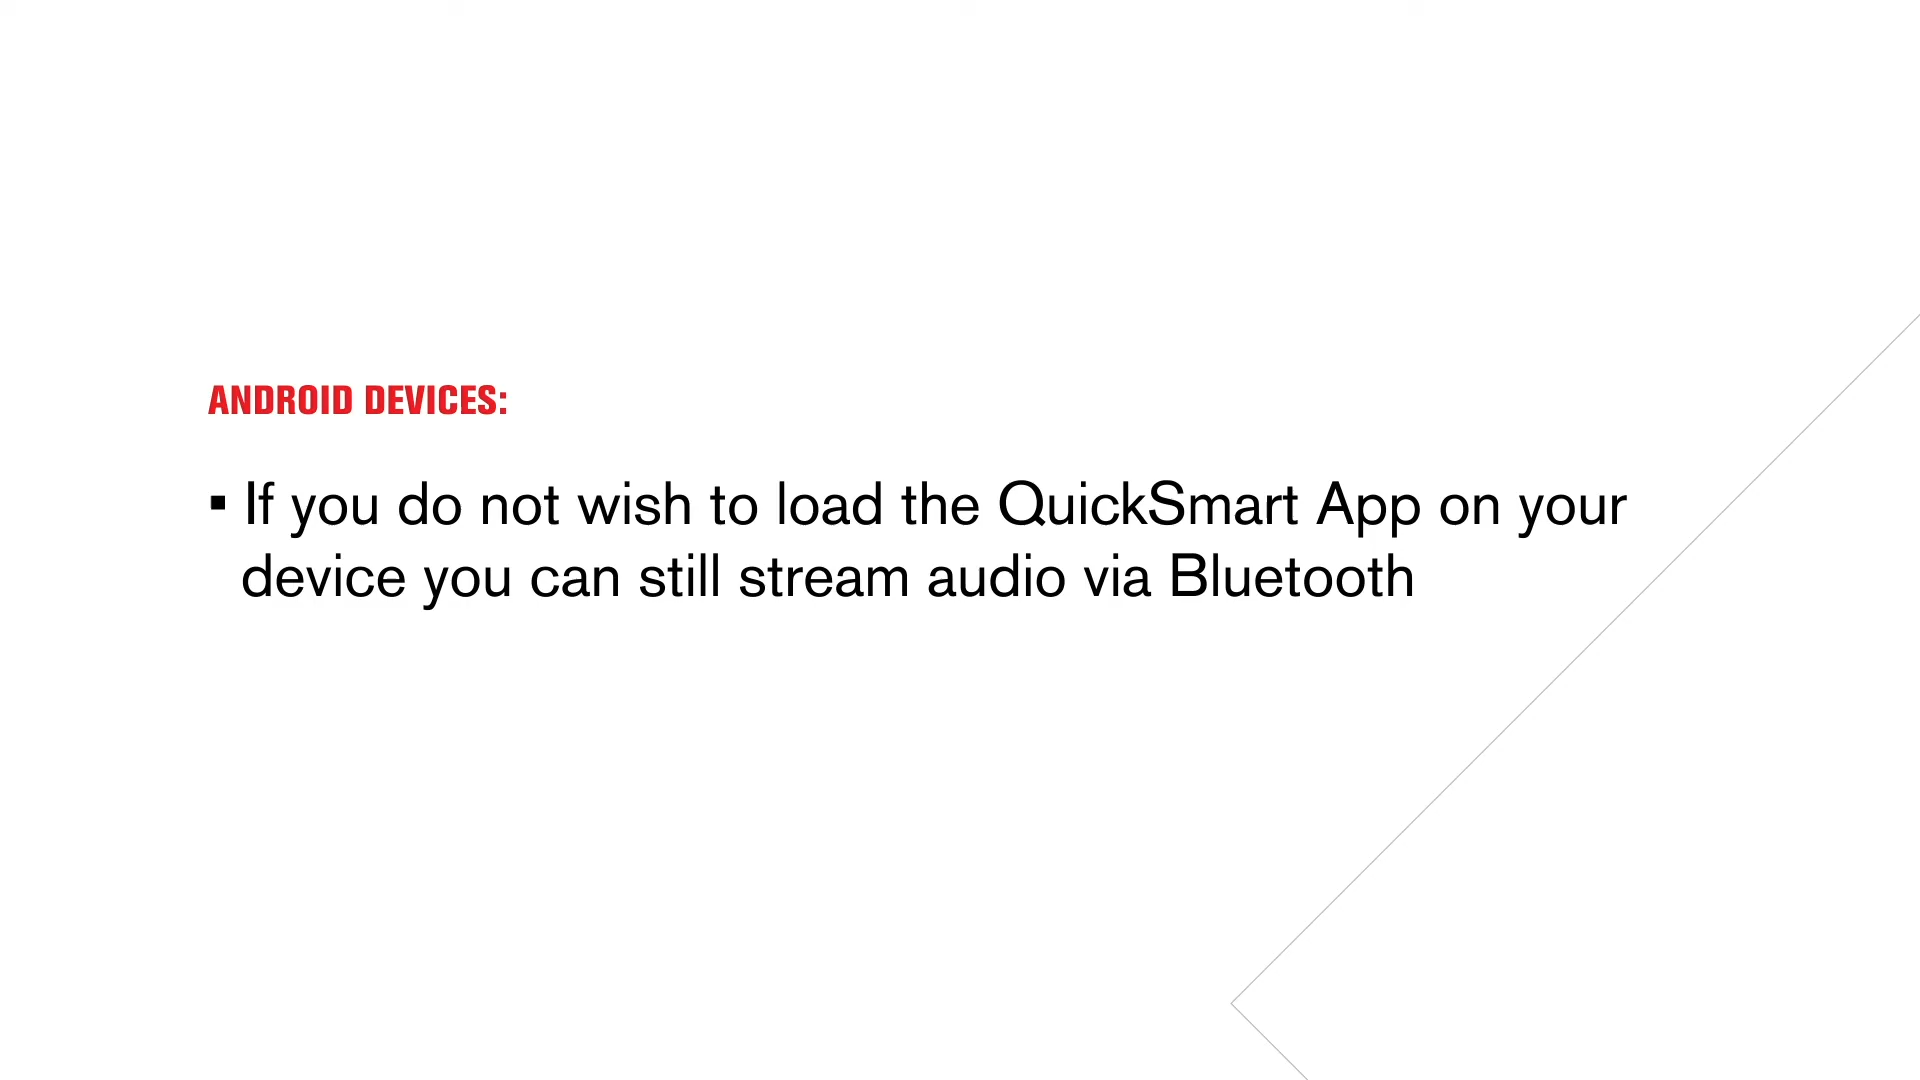 ANDROID DEVICES:
▪ If you do not wish to load the QuickSmart App on your
device you can still stream audio via Bluetooth